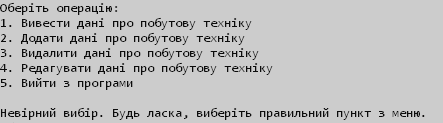 Оберіть операцію:
1. Вивести дані про побутову техніку
2. Додати дані про побутову техніку
3. Видалити дані про побутову техніку
4. Редагувати дані про побутову техніку
5. Вийти з програми
Невірний вибір. Будь ласка, виберіть правильний пункт з меню.